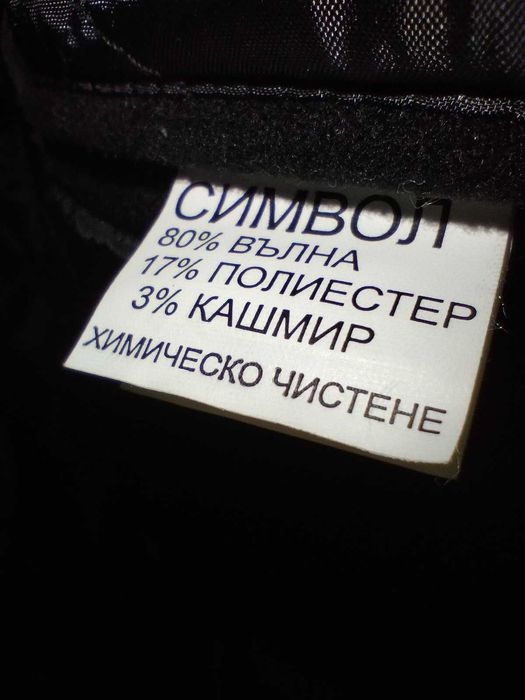 СИМВОЛ
80% ВЪЛНА
17% ПОЛИЕСТЕР
3% КАШМИР
ХИМИЧЕСКО ЧИСТЕНЕ